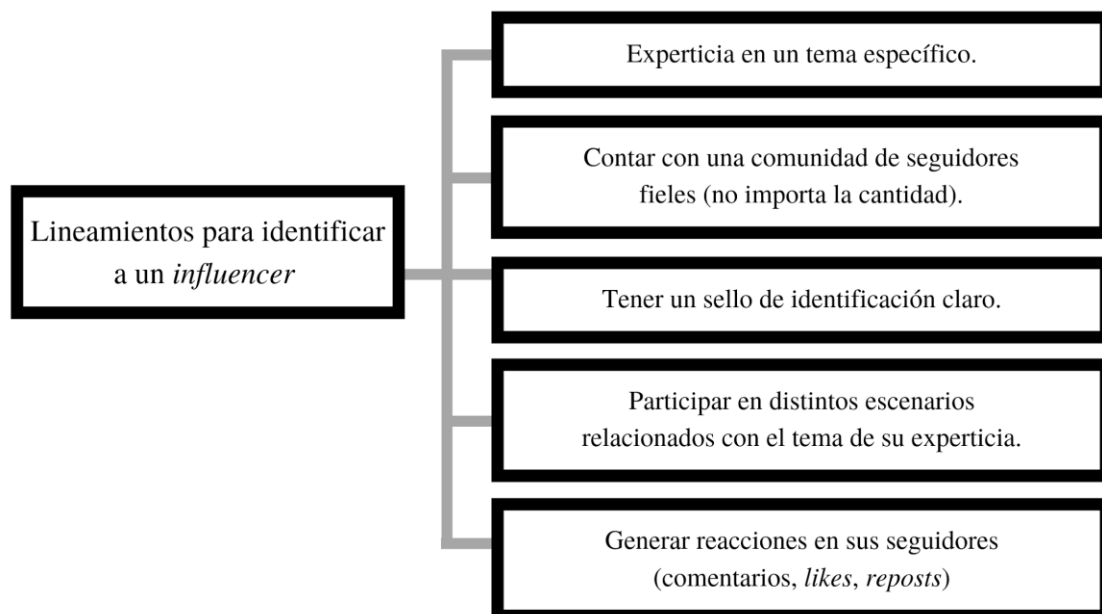 Experticia en un tema específico.
Contar con una comunidad de seguidores
fieles (no importa la cantidad).
Lineamientos para identificar
a un influencer
Tener un sello de identificación claro.
Participar en distintos escenarios
relacionados con el tema de su experticia.
Generar reacciones en sus seguidores
(comentarios, likes, reposts)